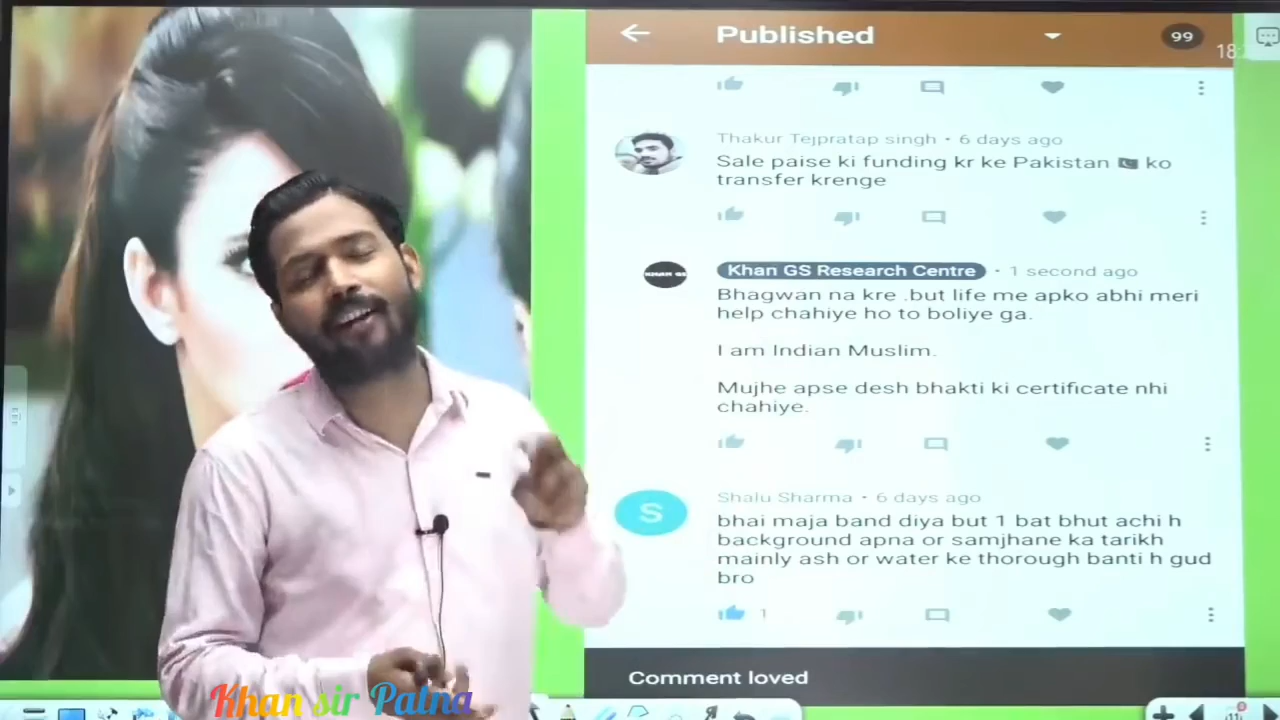 Published
99
18:
Thakur Tejpratap singh • 6 days ago
Sale paise ki funding kr ke Pakistan 🇵🇰 ko
transfer krenge
KHAN GS
Khan GS Research Centre • 1 second ago
Bhagwan na kre .but life me apko abhi meri
help chahiye ho to boliye ga.
I am Indian Muslim.
Mujhe apse desh bhakti ki certificate nhi
chahiye.
S
Shalu Sharma • 6 days ago
bhai maja band diya but 1 bat bhut achi h
background apna or samjhane ka tarikh
mainly ash or water ke thorough banti h gud
bro
1
Comment loved
Khan sir Patna